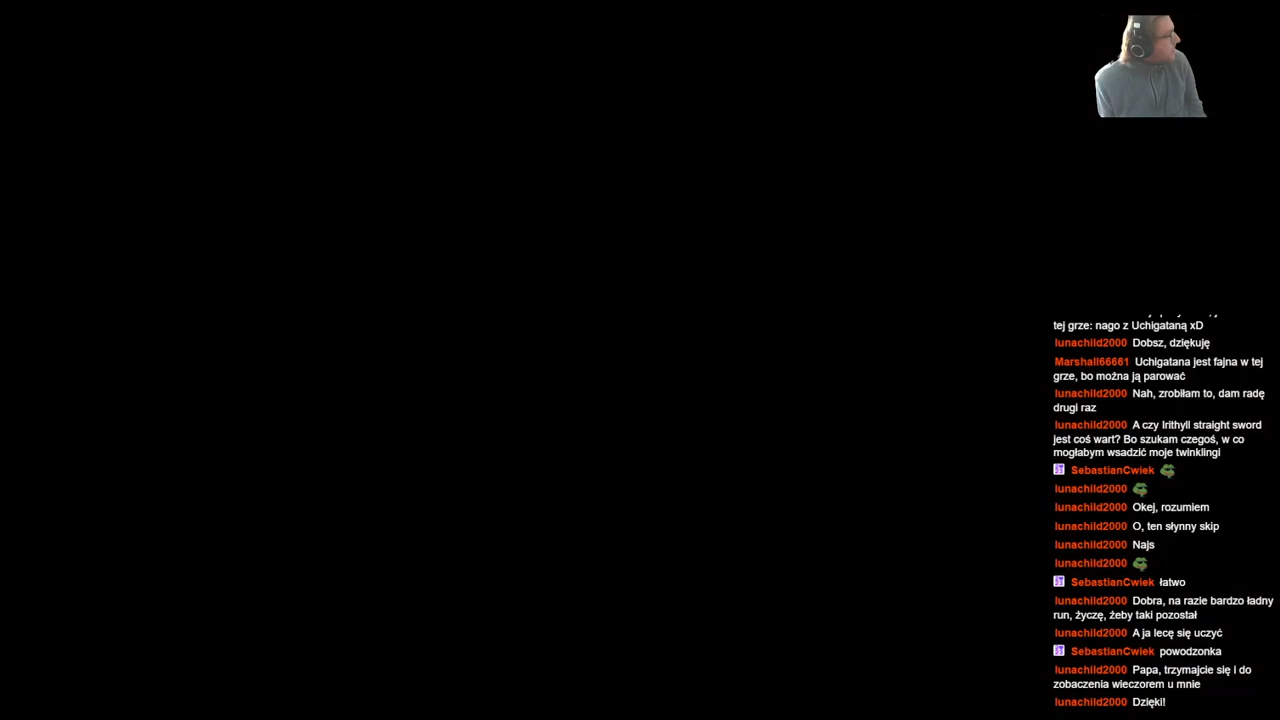 tej grze: nago z Uchigataną xD
lunachild2000 Dobsz, dziękuję
Marshall66661 Uchigatana jest fajna w tej
grze, bo można ją parować
lunachild2000 Nah, zrobiłam to, dam radę
drugi raz
lunachild2000 A czy Irithyll straight sword
jest coś wart? Bo szukam czegoś, w co
mogłabym wsadzić moje twinklingi
SebastianCwiek
lunachild2000
lunachild2000 Okej, rozumiem
lunachild2000 O, ten słynny skip
lunachild2000 Najs
lunachild2000
SebastianCwiek łatwo
lunachild2000 Dobra, na razie bardzo ładny
run, życzę, żeby taki pozostał
lunachild2000 A ja lecę się uczyć
SebastianCwiek powodzonka
lunachild2000 Papa, trzymajcie się i do
zobaczenia wieczorem u mnie
lunachild2000 Dzięki!